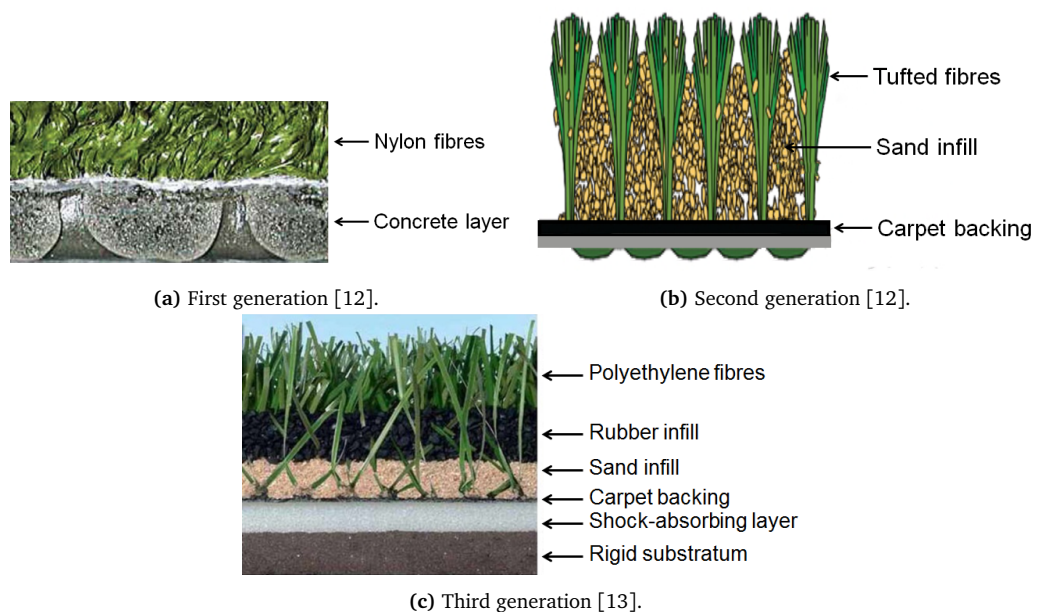 Nylon fibres
Concrete layer
(a) First generation [12].
Tufted fibres
Sand infill
Carpet backing
(b) Second generation [12].
Polyethylene fibres
Rubber infill
Sand infill
Carpet backing
Shock-absorbing layer
Rigid substratum
(c) Third generation [13].